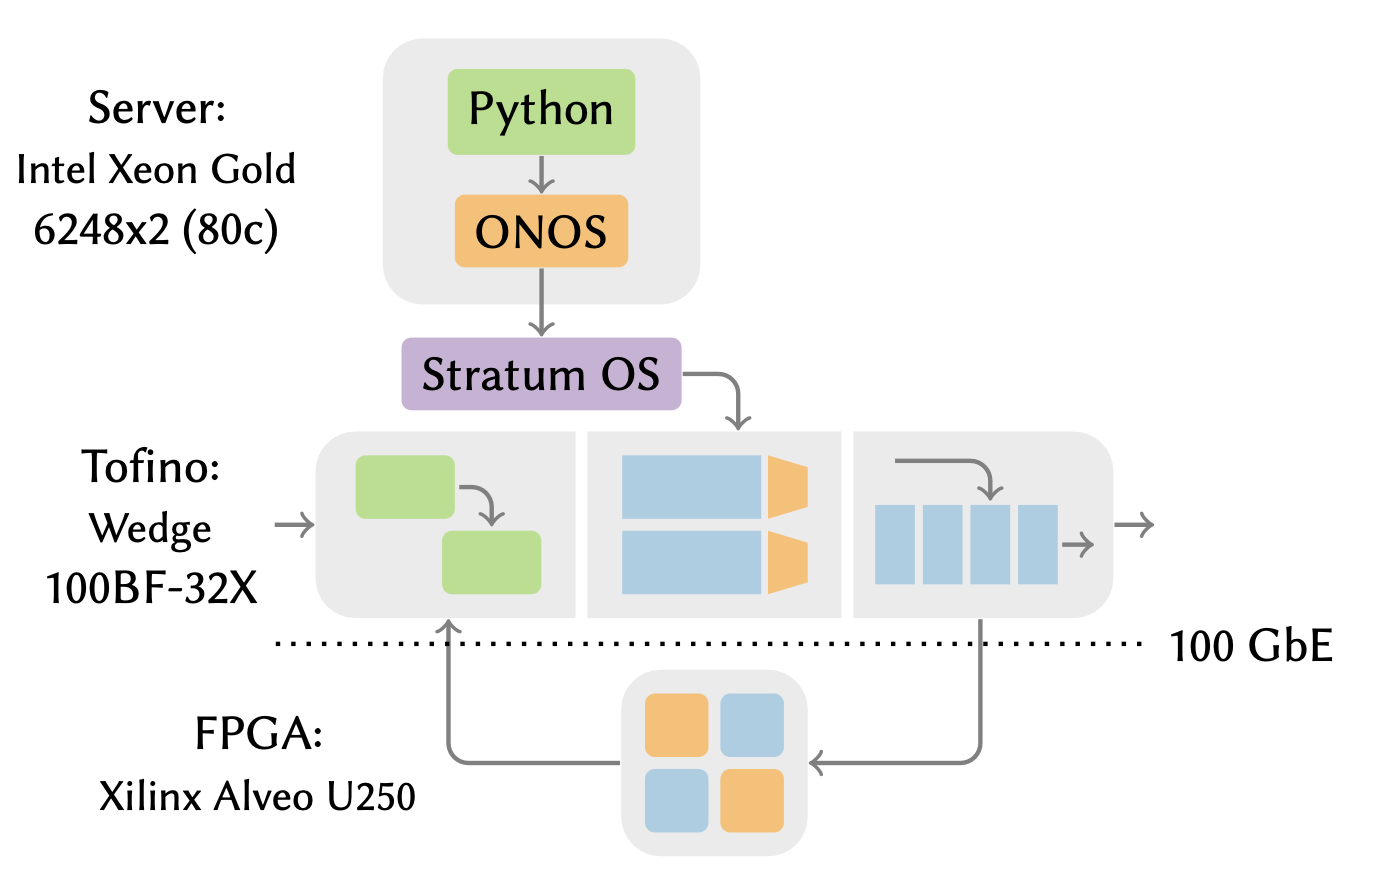 Server:
Intel Xeon Gold
6248x2 (80c)
Python
ONOS
Stratum OS
Tofino:
Wedge
100BF-32X
100 GbE
FPGA:
Xilinx Alveo U250